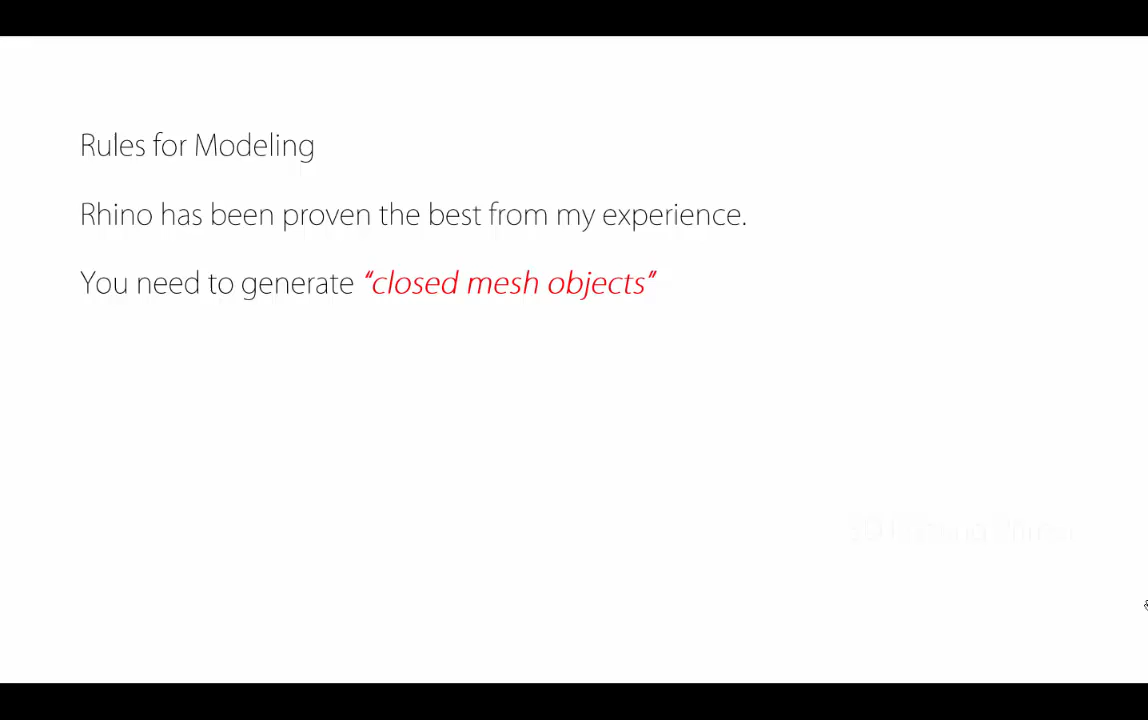 Rules for Modeling
Rhino has been proven the best from my experience.
You need to generate “closed mesh objects”